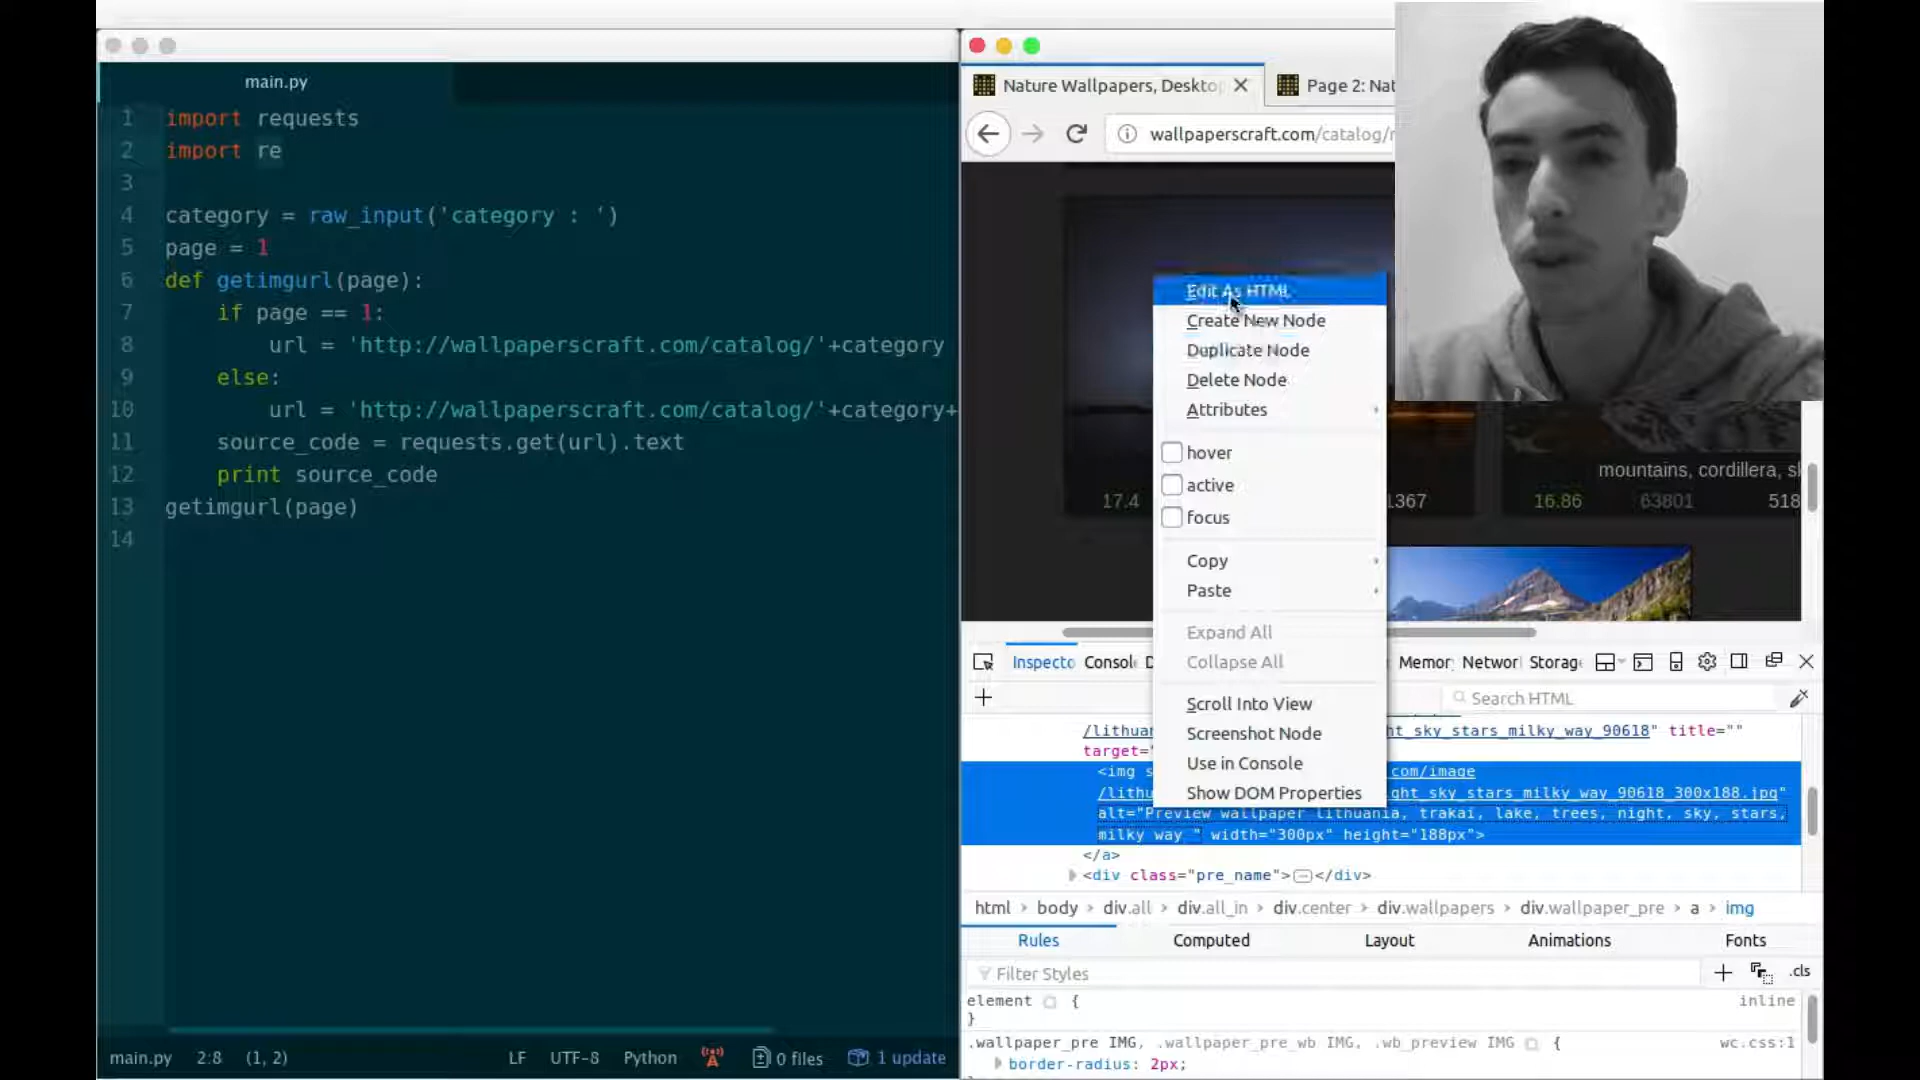 main.py
1 import requests
2 import re
3
4 category = raw_input('category : ')
5 page = 1
6 def getimgurl(page):
7 if page == 1:
8 url = 'http://wallpaperscraft.com/catalog/'+category
9 else:
10 url = 'http://wallpaperscraft.com/catalog/'+category+
11 source_code = requests.get(url).text
12 print source_code
13 getimgurl(page)
14
main.py 2:8 (1, 2) LF UTF-8 Python 0 files 1 update
Nature Wallpapers, Deskto Page 2: Nat
wallpaperscraft.com/catalog/
Edit As HTML
Create New Node
Duplicate Node
Delete Node
Attributes
hover
active
focus
Copy
Paste
Expand All
Collapse All
Scroll Into View
Screenshot Node
Use in Console
Show DOM Properties
mountains, cordillera, sk
17.4 1367 16.86 63801 518
Inspecto Consol D Memor Networ Storag
Search HTML
/lithuan ht_sky_stars_milky_way_90618" title=""
target="
<img s com/image
/lithu ght_sky_stars_milky_way_90618_300x188.jpg"
alt="Preview wallpaper lithuania, trakai, lake, trees, night, sky, stars,
milky way " width="300px" height="188px">
</a>
<div class="pre_name"></div>
html body div.all div.all_in div.center div.wallpapers div.wallpaper_pre a img
Rules Computed Layout Animations Fonts
Filter Styles .cls
element { inline
}
.wallpaper_pre IMG, .wallpaper_pre_wb IMG, .wb_preview IMG { wc.css:1
border-radius: 2px;